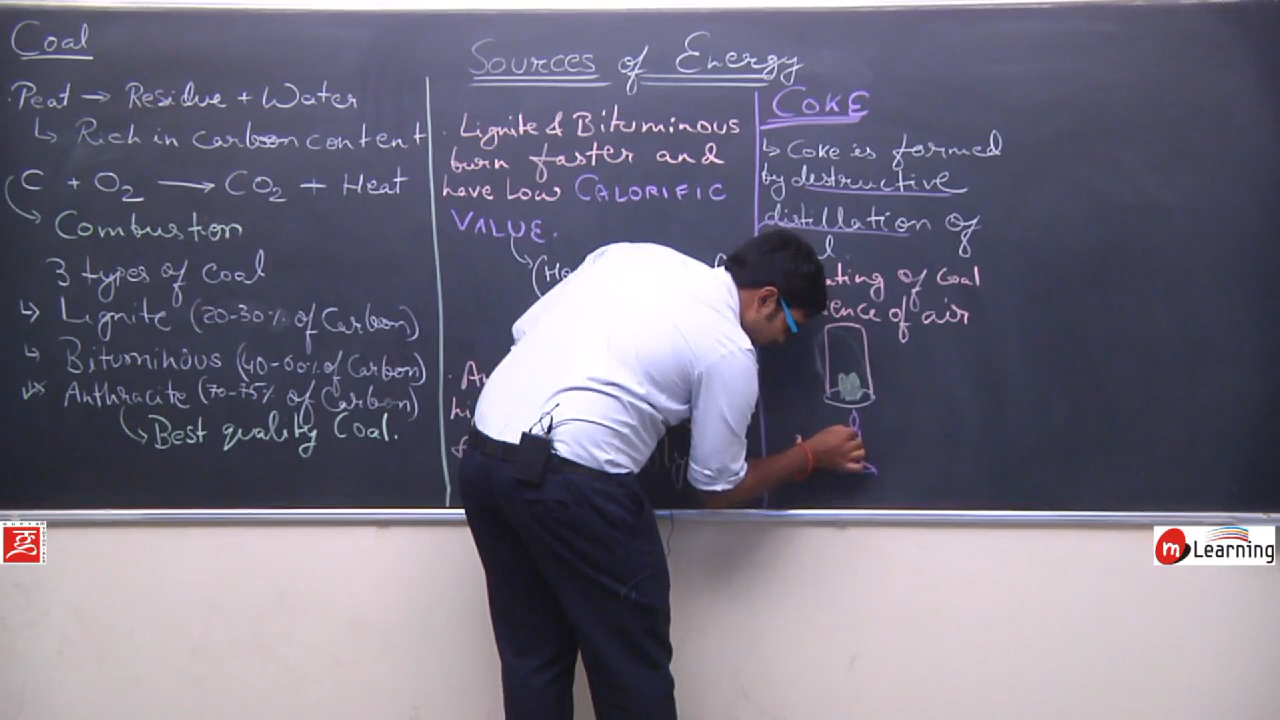 Coal
Peat → Residue + Water
↳ Rich in carbon content
C + O₂ → CO₂ + Heat
↳ Combustion
3 types of coal
↳ Lignite (20-30% of Carbon)
↳ Bituminous (40-60% of Carbon)
Anthracite (70-75% of Carbon)
↳ Best quality Coal.
Sources of Energy
· Lignite & Bituminous
burn faster and
have low CALORIFIC
VALUE.
COKE
↳ Coke is formed
by destructive
distillation of
of coal
of air
GUPTA
TUTORIALS
m Learning